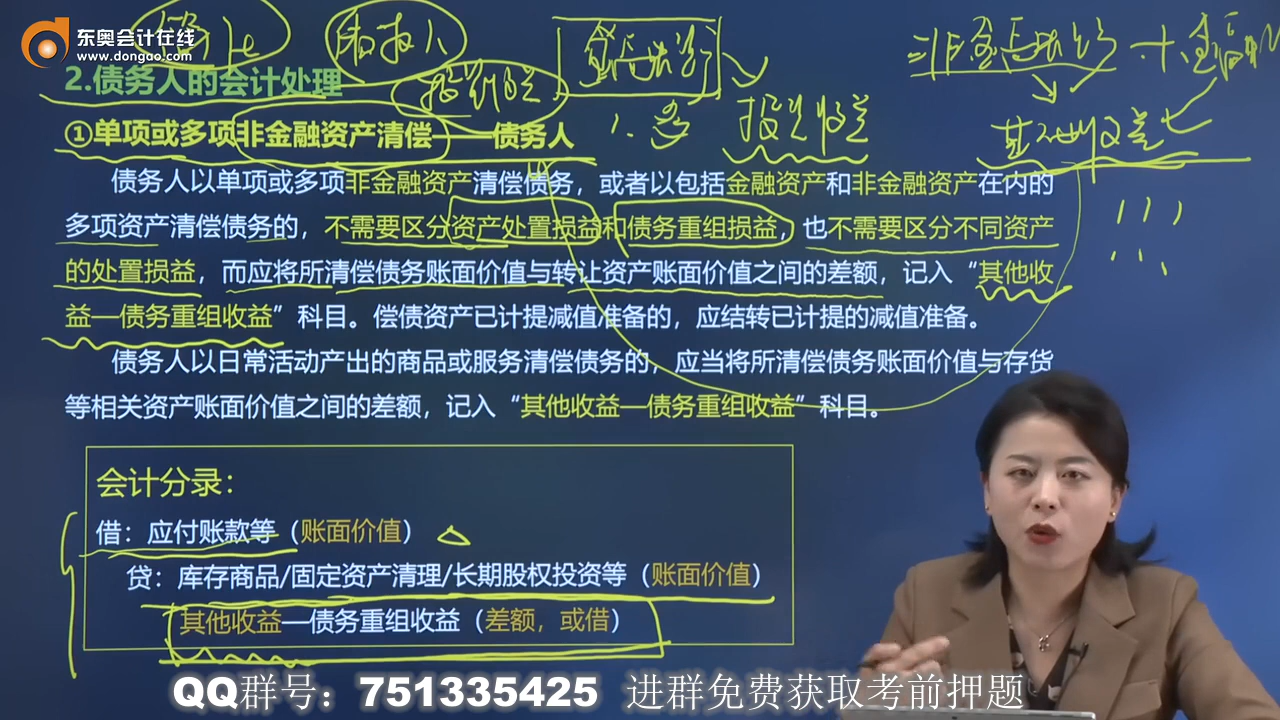 东奥会计在线
www.dongao.com
2.债务人的会计处理
①单项或多项非金融资产清偿——债务人
债务人以单项或多项非金融资产清偿债务，或者以包括金融资产和非金融资产在内的
多项资产清偿债务的，不需要区分资产处置损益和债务重组损益，也不需要区分不同资产
的处置损益，而应将所清偿债务账面价值与转让资产账面价值之间的差额，记入“其他收
益—债务重组收益”科目。偿债资产已计提减值准备的，应结转已计提的减值准备。
债务人以日常活动产出的商品或服务清偿债务的，应当将所清偿债务账面价值与存货
等相关资产账面价值之间的差额，记入“其他收益—债务重组收益”科目。
会计分录：
借：应付账款等（账面价值）
贷：库存商品/固定资产清理/长期股权投资等（账面价值）
其他收益—债务重组收益（差额，或借）
QQ群号：751335425 进群免费获取考前押题
投资收益